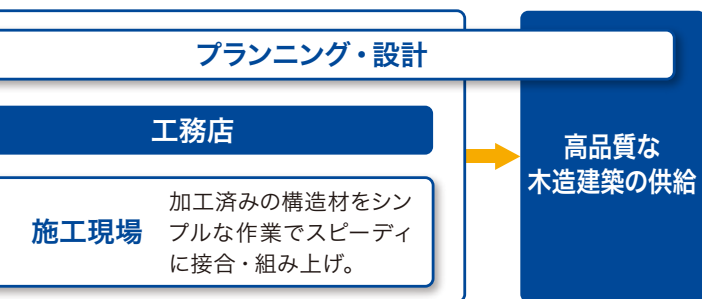 プランニング・設計
工務店
施工現場
加工済みの構造材をシン
プルな作業でスピーディ
に接合・組み上げ。
高品質な
木造建築の供給